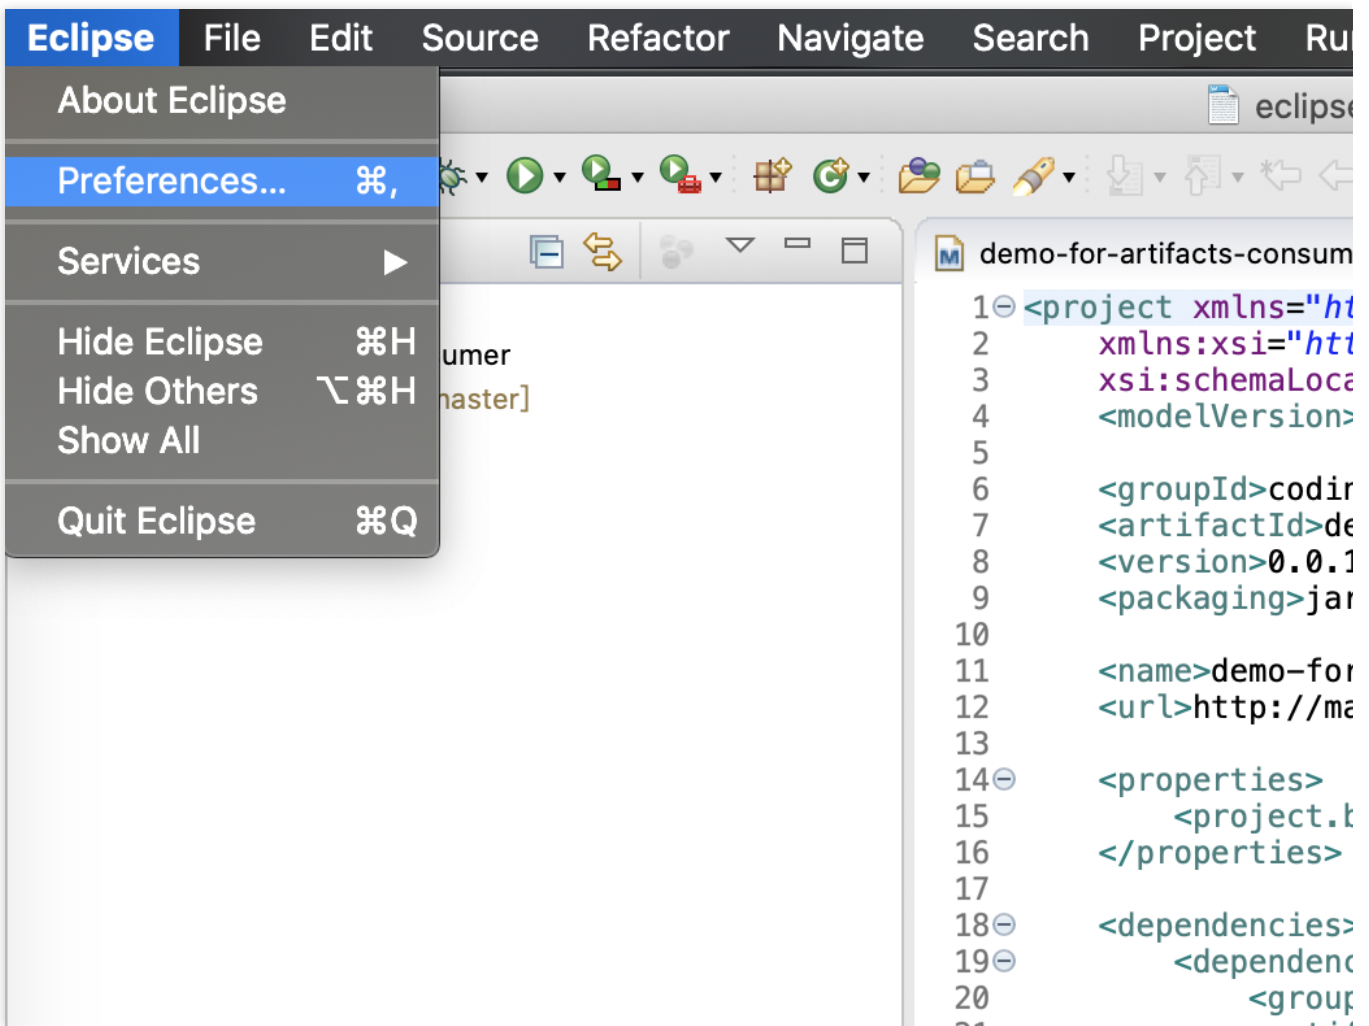 Eclipse File Edit Source Refactor Navigate Search Project
About Eclipse
Preferences... ⌘,
Services ▶
Hide Eclipse ⌘H
Hide Others ⌥⌘H
Show All
Quit Eclipse ⌘Q
eclipse
umer
master]
demo-for-artifacts-consum
1 <project xmlns="ht
2 xmlns:xsi="htt
3 xsi:schemaLoca
4 <modelVersion>
5
6 <groupId>codin
7 <artifactId>de
8 <version>0.0.1
9 <packaging>jar
10
11 <name>demo-for
12 <url>http://ma
13
14 <properties>
15 <project.b
16 </properties>
17
18 <dependencies>
19 <dependenc
20 <group